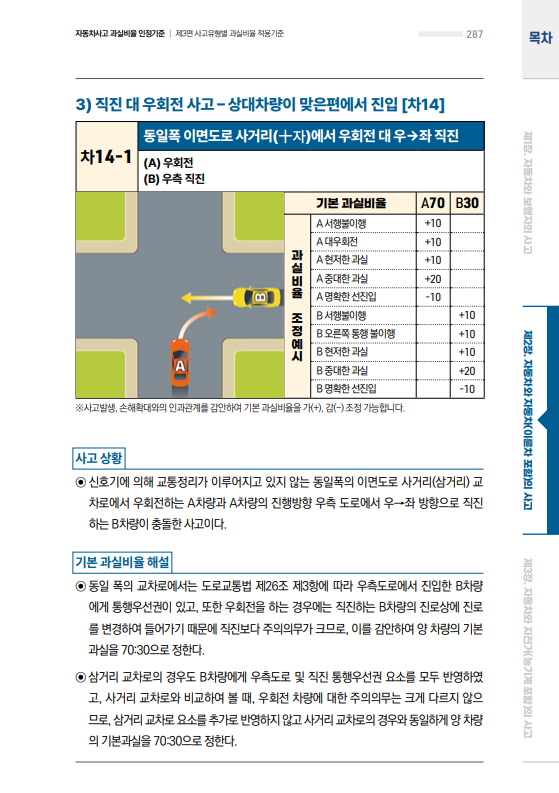 자동차사고 과실비율 인정기준 | 제3편 사고유형별 과실비율 적용기준
287
목차
3) 직진 대 우회전 사고 – 상대차량이 맞은편에서 진입 [차14]
차14-1
동일폭 이면도로 사거리(十자)에서 우회전 대 우→좌 직진
(A) 우회전
(B) 우측 직진
기본 과실비율 A70 B30
과실비율 조정예시
A 서행불이행 +10
A 대우회전 +10
A 현저한 과실 +10
A 중대한 과실 +20
A 명확한 선진입 -10
B 서행불이행 +10
B 오른쪽 통행 불이행 +10
B 현저한 과실 +10
B 중대한 과실 +20
B 명확한 선진입 -10
A
B
※사고발생, 손해확대와의 인과관계를 감안하여 기본 과실비율을 가(+), 감(-) 조정 가능합니다.
사고 상황
◉ 신호기에 의해 교통정리가 이루어지고 있지 않는 동일폭의 이면도로 사거리(삼거리) 교
차로에서 우회전하는 A차량과 A차량의 진행방향 우측 도로에서 우→좌 방향으로 직진
하는 B차량이 충돌한 사고이다.
기본 과실비율 해설
◉ 동일 폭의 교차로에서는 도로교통법 제26조 제3항에 따라 우측도로에서 진입한 B차량
에게 통행우선권이 있고, 또한 우회전을 하는 경우에는 직진하는 B차량의 진로상에 진로
를 변경하여 들어가기 때문에 직진보다 주의의무가 크므로, 이를 감안하여 양 차량의 기본
과실을 70:30으로 정한다.
◉ 삼거리 교차로의 경우도 B차량에게 우측도로 및 직진 통행우선권 요소를 모두 반영하였
고, 사거리 교차로와 비교하여 볼 때, 우회전 차량에 대한 주의의무는 크게 다르지 않으
므로, 삼거리 교차로 요소를 추가로 반영하지 않고 사거리 교차로의 경우와 동일하게 양 차량
의 기본과실을 70:30으로 정한다.
제1장. 자동차와 보행자의 사고
제2장. 자동차와 자동차(이륜차 포함)의 사고
제3장. 자동차와 자전거(농기계 포함)의 사고